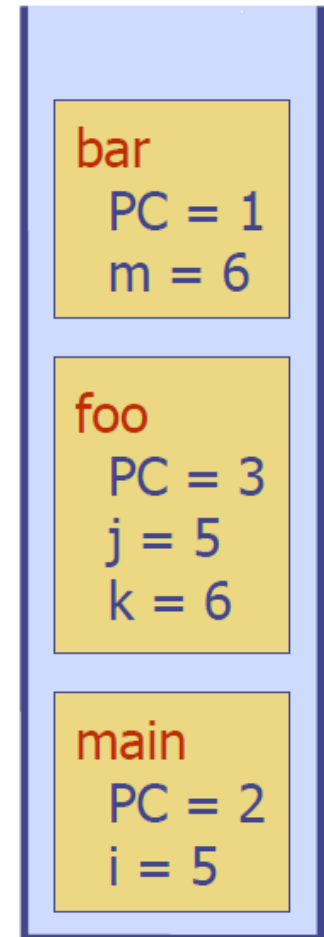 bar
PC = 1
m = 6
foo
PC = 3
j = 5
k = 6
main
PC = 2
i = 5